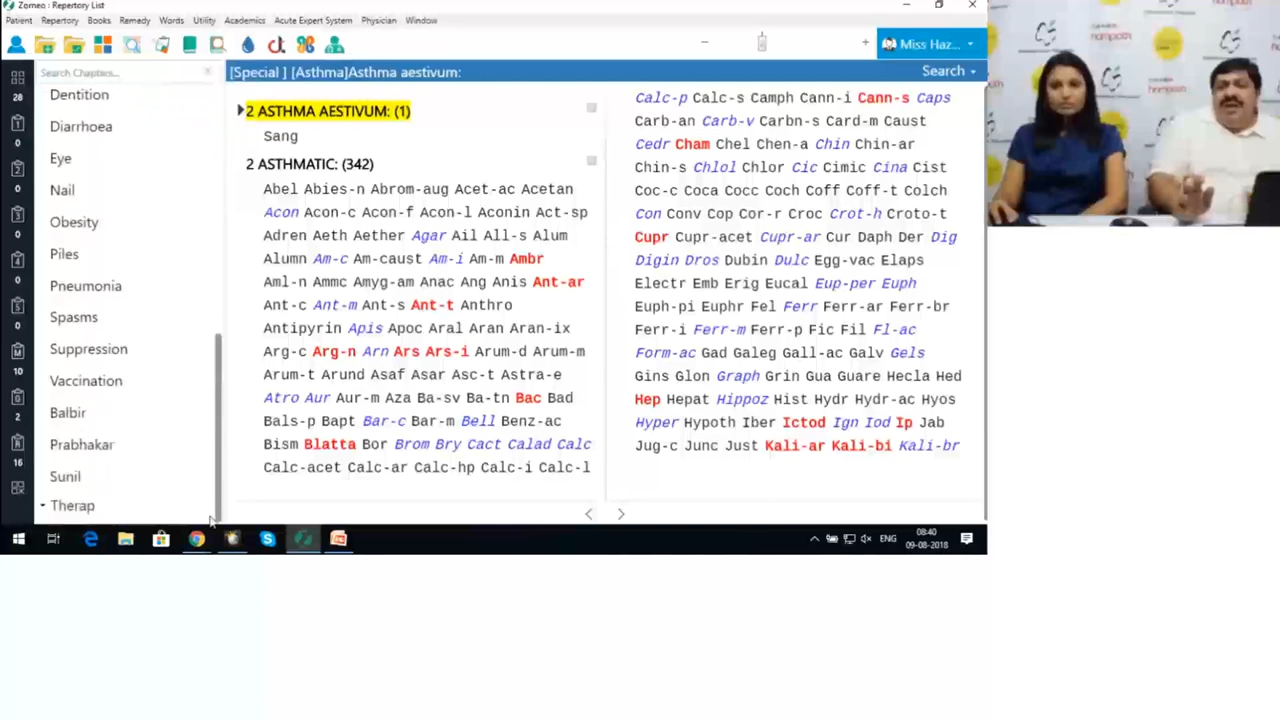 Zomeo : Repertory List
Patient Repertory Books Remedy Words Utility Academics Acute Expert System Physician Window
Miss Haz...
Search Chapters...
[Special ] [Asthma]Asthma aestivum:
Search
28
0
0
0
0
0
10
2
16
Dentition
Diarrhoea
Eye
Nail
Obesity
Piles
Pneumonia
Spasms
Suppression
Vaccination
Balbir
Prabhakar
Sunil
Therap
2 ASTHMA AESTIVUM: (1)
Sang
2 ASTHMATIC: (342)
Abel Abies-n Abrom-aug Acet-ac Acetan
Acon Acon-c Acon-f Acon-l Aconin Act-sp
Adren Aeth Aether Agar Ail All-s Alum
Alumn Am-c Am-caust Am-i Am-m Ambr
Aml-n Ammc Amyg-am Anac Ang Anis Ant-ar
Ant-c Ant-m Ant-s Ant-t Anthro
Antipyrin Apis Apoc Aral Aran Aran-ix
Arg-c Arg-n Arn Ars Ars-i Arum-d Arum-m
Arum-t Arund Asaf Asar Asc-t Astra-e
Atro Aur Aur-m Aza Ba-sv Ba-tn Bac Bad
Bals-p Bapt Bar-c Bar-m Bell Benz-ac
Bism Blatta Bor Brom Bry Cact Calad Calc
Calc-acet Calc-ar Calc-hp Calc-i Calc-l
Calc-p Calc-s Camph Cann-i Cann-s Caps
Carb-an Carb-v Carbn-s Card-m Caust
Cedr Cham Chel Chen-a Chin Chin-ar
Chin-s Chlol Chlor Cic Cimic Cina Cist
Coc-c Coca Cocc Coch Coff Coff-t Colch
Con Conv Cop Cor-r Croc Crot-h Croto-t
Cupr Cupr-acet Cupr-ar Cur Daph Der Dig
Digin Dros Dubin Dulc Egg-vac Elaps
Electr Emb Erig Eucal Eup-per Euph
Euph-pi Euphr Fel Ferr Ferr-ar Ferr-br
Ferr-i Ferr-m Ferr-p Fic Fil Fl-ac
Form-ac Gad Galeg Gall-ac Galv Gels
Gins Glon Graph Grin Gua Guare Hecla Hed
Hep Hepat Hippoz Hist Hydr Hydr-ac Hyos
Hyper Hypoth Iber Ictod Ign Iod Ip Jab
Jug-c Junc Just Kali-ar Kali-bi Kali-br
ENG
08:40
09-08-2018